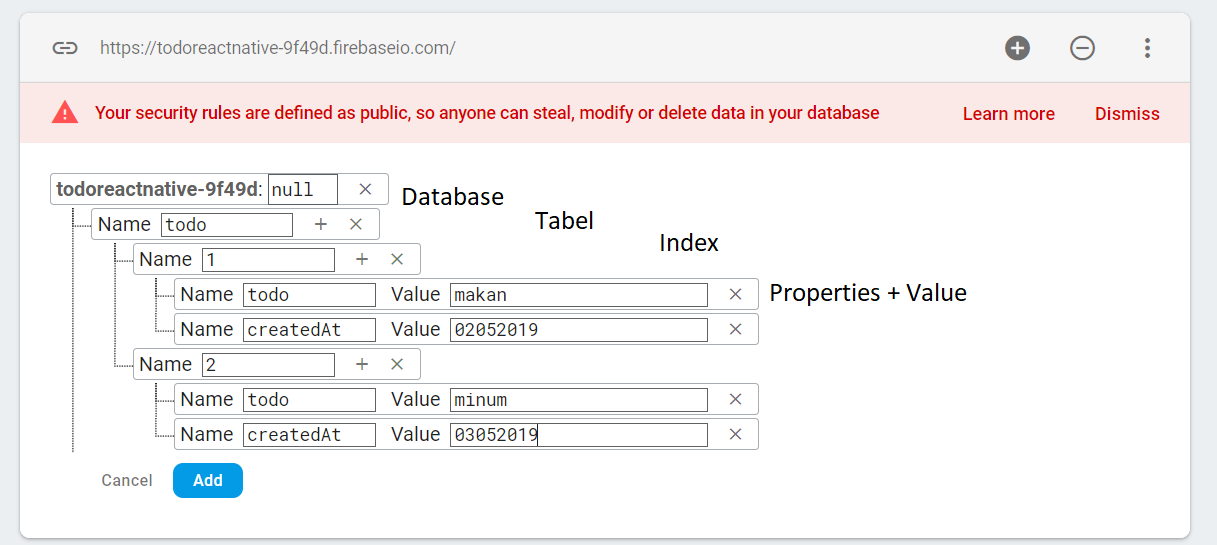 https://todoreactnative-9f49d.firebaseio.com/
Your security rules are defined as public, so anyone can steal, modify or delete data in your database Learn more Dismiss
todoreactnative-9f49d: null × Database
Name todo + × Tabel
Name 1 + × Index
Name todo Value makan × Properties + Value
Name createdAt Value 02052019 ×
Name 2 + ×
Name todo Value minum ×
Name createdAt Value 03052019 ×
Cancel Add